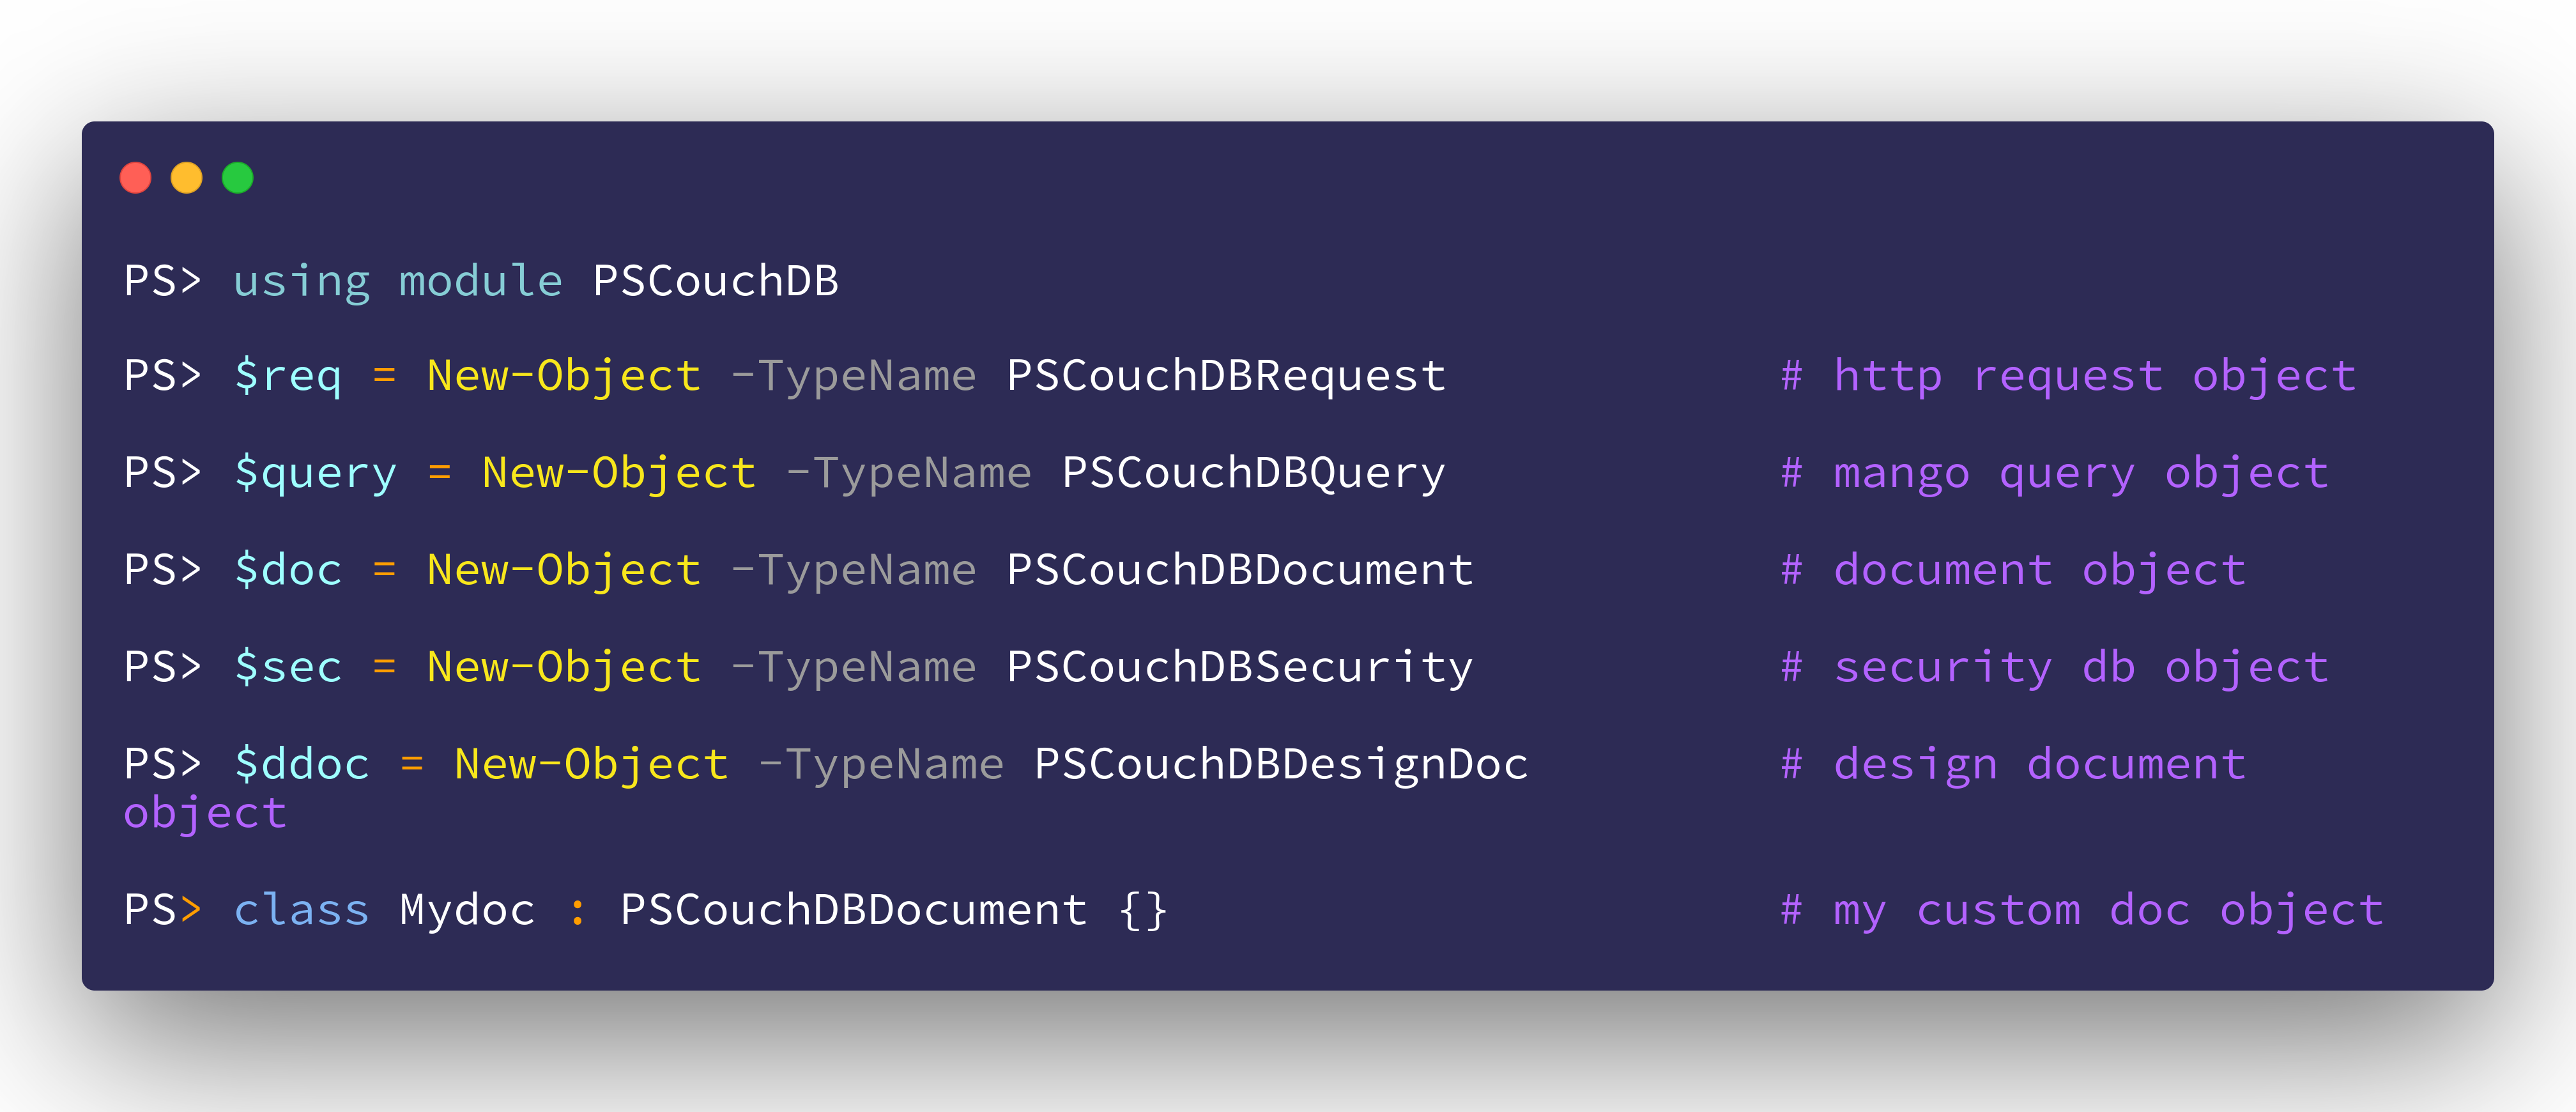 PS> using module PSCouchDB
PS> $req = New-Object -TypeName PSCouchDBRequest            # http request object
PS> $query = New-Object -TypeName PSCouchDBQuery            # mango query object
PS> $doc = New-Object -TypeName PSCouchDBDocument           # document object
PS> $sec = New-Object -TypeName PSCouchDBSecurity           # security db object
PS> $ddoc = New-Object -TypeName PSCouchDBDesignDoc         # design document
object
PS> class Mydoc : PSCouchDBDocument {}                      # my custom doc object